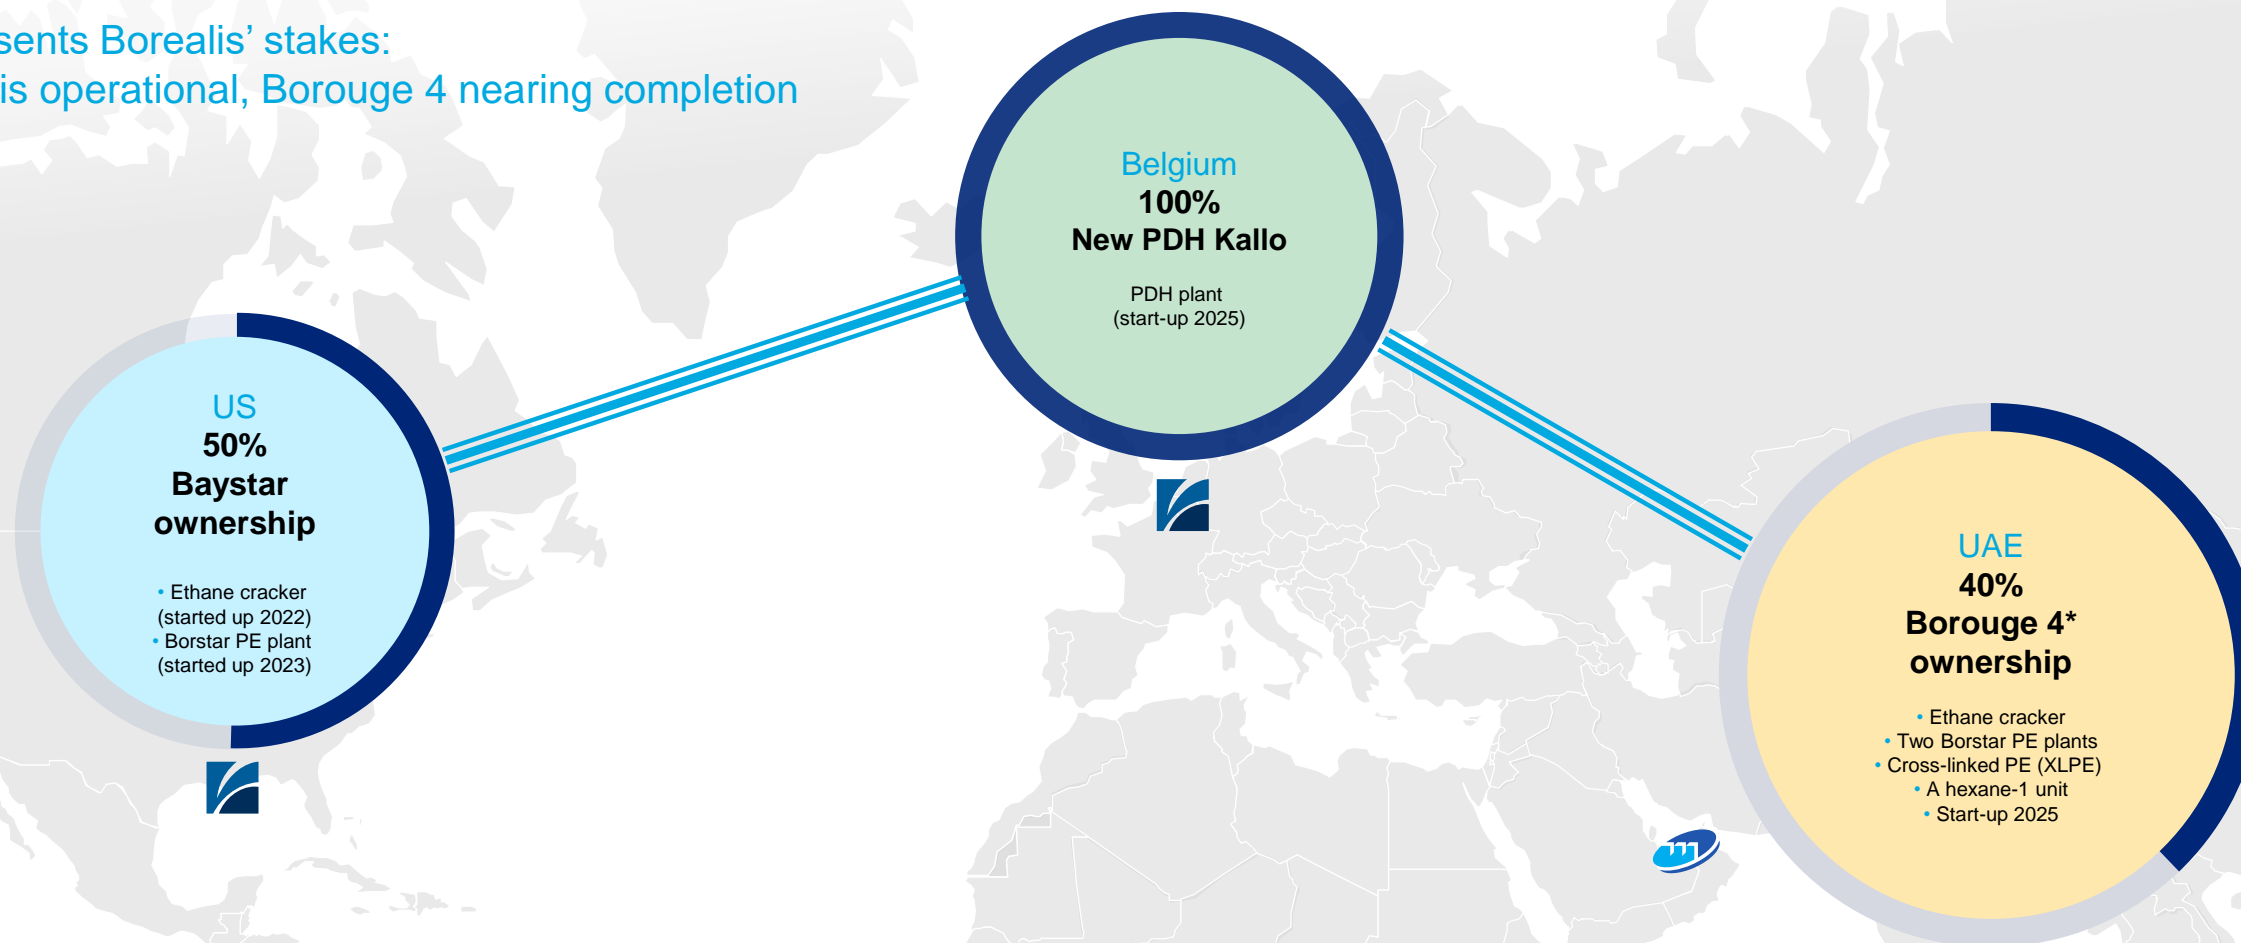 sents Borealis’ stakes:
is operational, Borouge 4 nearing completion
Belgium
100%
New PDH Kallo
PDH plant
(start-up 2025)
US
50%
Baystar
ownership
• Ethane cracker
(started up 2022)
• Borstar PE plant
(started up 2023)
UAE
40%
Borouge 4*
ownership
• Ethane cracker
• Two Borstar PE plants
• Cross-linked PE (XLPE)
• A hexane-1 unit
• Start-up 2025